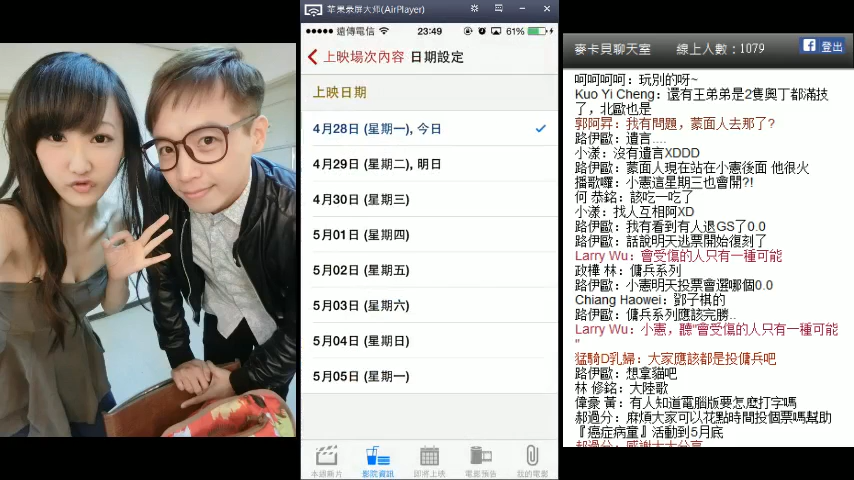 苹果录屏大师(AirPlayer)
遠傳電信
23:49
61%
上映場次內容 日期設定
上映日期
4月28日 (星期一), 今日
4月29日 (星期二), 明日
4月30日 (星期三)
5月01日 (星期四)
5月02日 (星期五)
5月03日 (星期六)
5月04日 (星期日)
5月05日 (星期一)
本週新片
影院資訊
即將上映
電影預告
我的電影
麥卡貝聊天室 線上人數：1079
登出
呵呵呵呵：玩別的呀~
Kuo Yi Cheng：還有王弟弟是2隻奧丁都滿技
了，北歐也是
郭阿昇：我有問題，蒙面人去那了?
路伊歐：遺言....
小漾：沒有遺言XDDD
路伊歐：蒙面人現在站在小憲後面 他很火
播歌囉：小憲這星期三也會開?!
何 恭銘：該吃一吃了
小漾：找人互相阿XD
路伊歐：我有看到有人退GS了0.0
路伊歐：話說明天逃票開始復刻了
Larry Wu：會受傷的人只有一種可能
政樺 林：傭兵系列
路伊歐：小憲明天投票會選哪個0.0
Chiang Haowei：鄧子棋的
路伊歐：傭兵系列應該完勝..
Larry Wu：小憲，聽"會受傷的人只有一種可能
"
猛騎D乳婦：大家應該都是投傭兵吧
路伊歐：想拿貓吧
林 修銘：大陸歌
偉豪 黃：有人知道電腦版要怎麼打字嗎
郝過分：麻煩大家可以花點時間投個票嗎幫助
『癌症病童』活動到5月底
郝過分：感謝大大分享